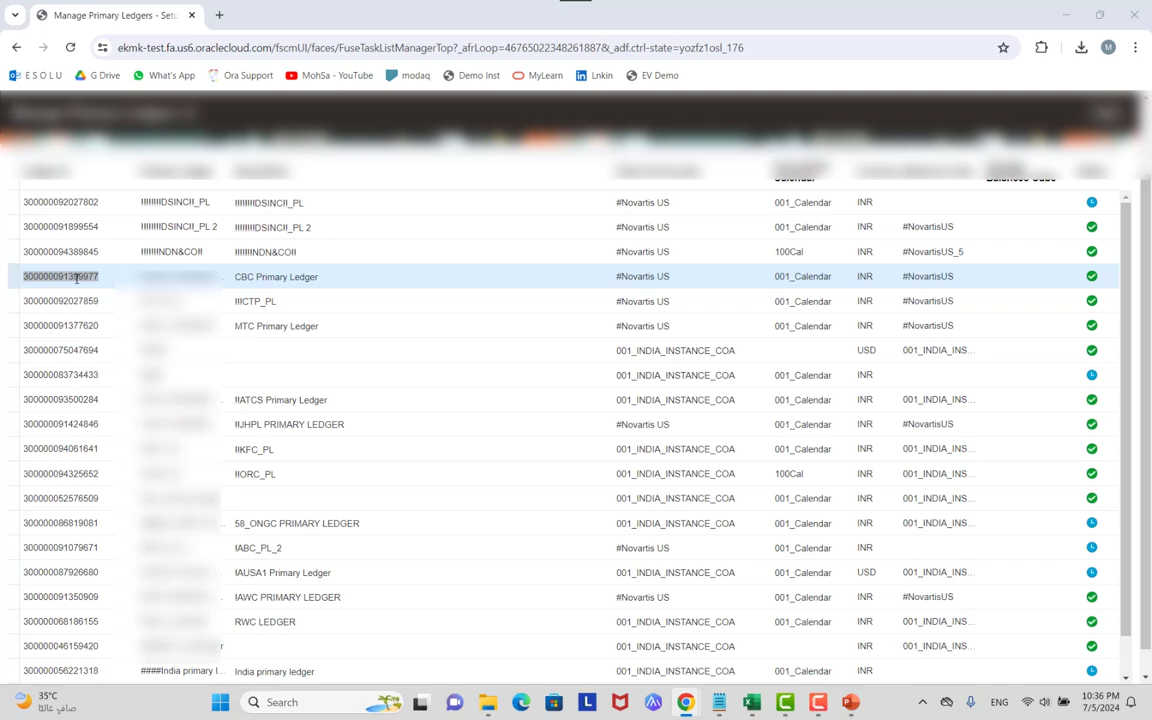 Manage Primary Ledgers - Setu
ekmk-test.fa.us6.oraclecloud.com/fscmUI/faces/FuseTaskListManagerTop?_afrLoop=46765022348261887&_adf.ctrl-state=yozfz1osl_176
M
E S O L U G Drive What's App Ora Support MohSa - YouTube modaq Demo Inst MyLearn Lnkin EV Demo
Manage Primary Ledgers
Calendar
300000092027802 !!!!!!!!DSINC!!_PL !!!!!!!!DSINC!!_PL #Novartis US 001_Calendar INR
300000091899554 !!!!!!!!DSINC!!_PL 2 !!!!!!!!DSINC!!_PL 2 #Novartis US 001_Calendar INR #NovartisUS
300000094389845 !!!!!!!NDN&CO!! !!!!!!!NDN&CO!! #Novartis US 100Cal INR #NovartisUS_5
300000091399977 CBC Primary Ledger #Novartis US 001_Calendar INR #NovartisUS
300000092027859 !!!CTP_PL #Novartis US 001_Calendar INR #NovartisUS
300000091377620 MTC Primary Ledger #Novartis US 001_Calendar INR #NovartisUS
300000075047694 001_INDIA_INSTANCE_COA USD 001_INDIA_INS...
300000083734433 001_INDIA_INSTANCE_COA 001_Calendar INR
300000093500284 !!ATCS Primary Ledger 001_INDIA_INSTANCE_COA 001_Calendar INR 001_INDIA_INS...
300000091424846 !!JHPL PRIMARY LEDGER #Novartis US 001_Calendar INR #NovartisUS
300000094061641 !!KFC_PL 001_INDIA_INSTANCE_COA 001_Calendar INR 001_INDIA_INS...
300000094325652 !!ORC_PL 001_INDIA_INSTANCE_COA 100Cal INR 001_INDIA_INS...
300000052576509 001_INDIA_INSTANCE_COA 001_Calendar INR 001_INDIA_INS...
300000086819081 58_ONGC PRIMARY LEDGER 001_INDIA_INSTANCE_COA 001_Calendar INR 001_INDIA_INS...
300000091079671 !ABC_PL_2 #Novartis US 001_Calendar INR
300000087926680 !AUSA1 Primary Ledger 001_INDIA_INSTANCE_COA 001_Calendar USD 001_INDIA_INS...
300000091350909 !AWC PRIMARY LEDGER #Novartis US 001_Calendar INR #NovartisUS
300000068186155 RWC LEDGER 001_INDIA_INSTANCE_COA 001_Calendar INR 001_INDIA_INS...
300000046159420 001_INDIA_INSTANCE_COA 001_Calendar INR 001_INDIA_INS...
300000056221318 ####India primary l... India primary ledger 001_INDIA_INSTANCE_COA 001_Calendar INR
35°C
صافٍ غالبًا
Search
ENG
10:36 PM
7/5/2024